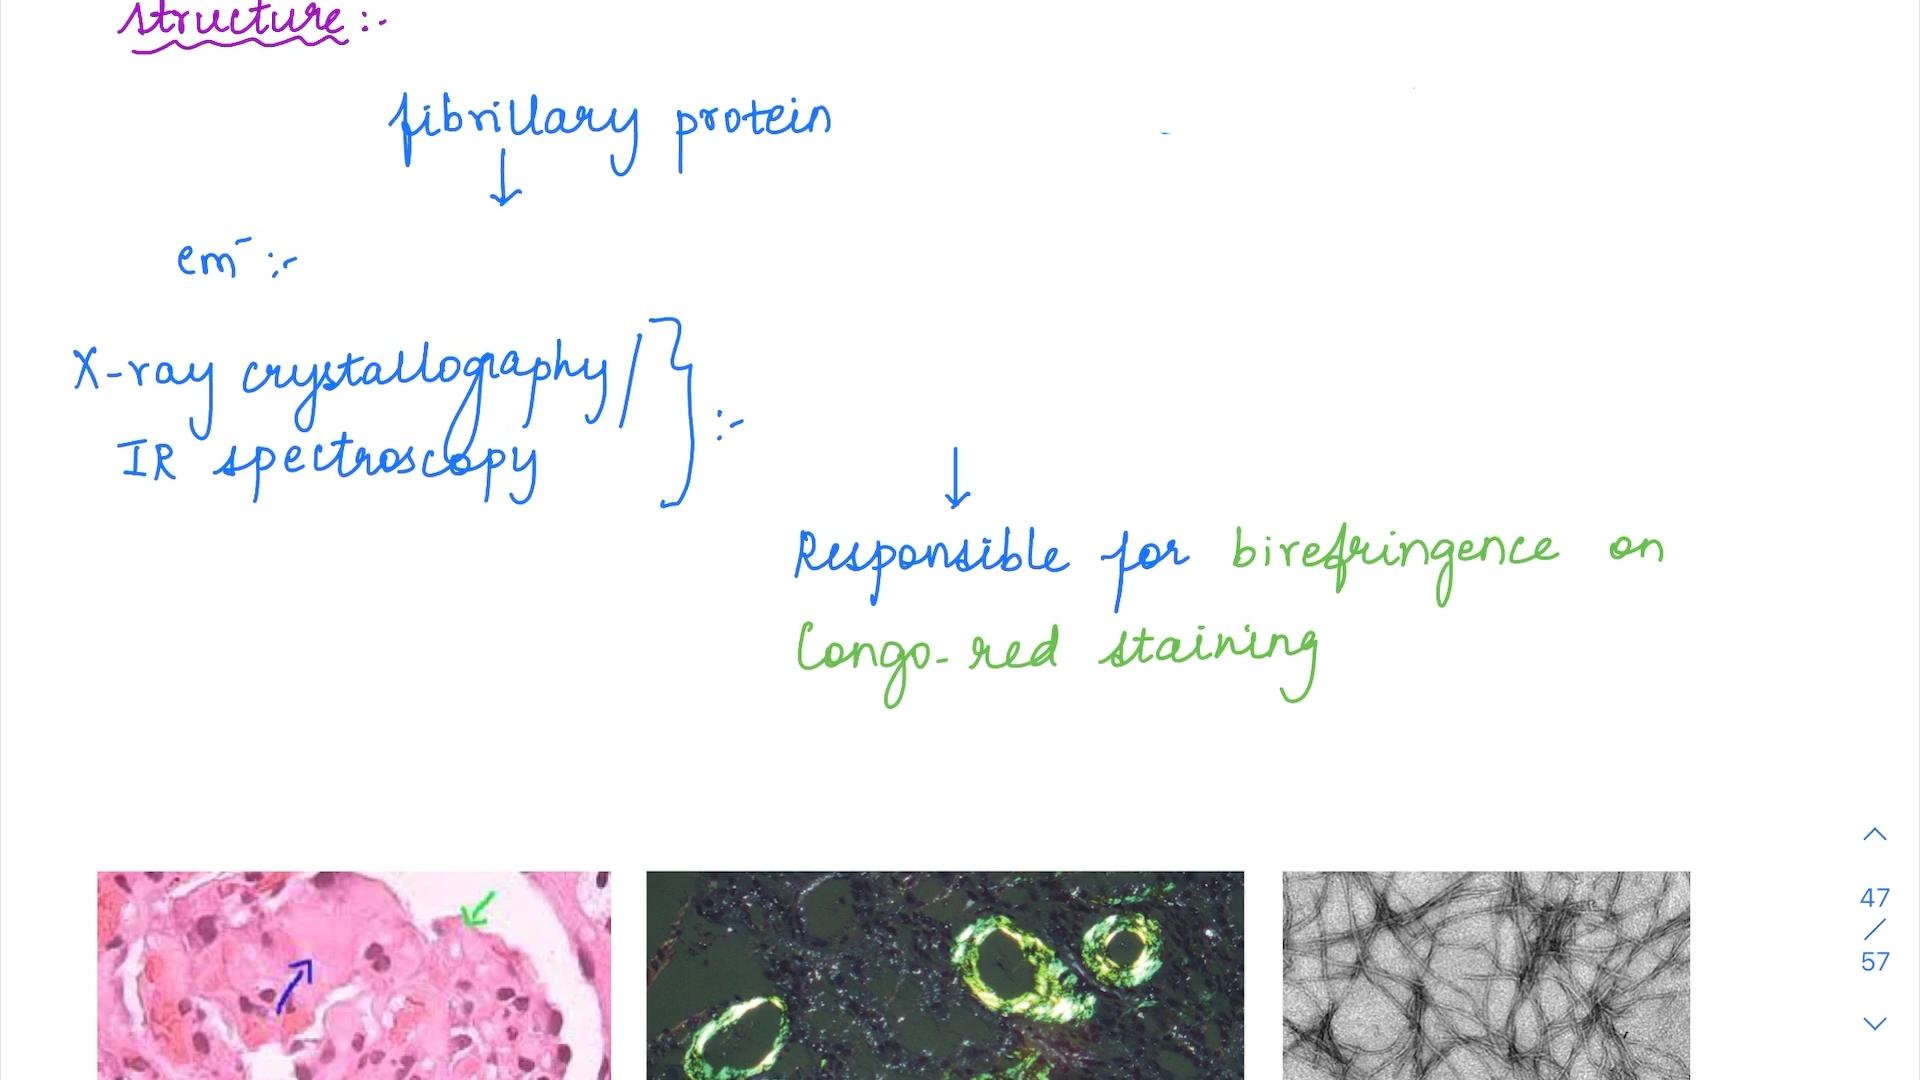 structure :-
fibrillary protein
↓
em :-
X-ray crystallography / } :-
IR spectroscopy
↓
Responsible for birefringence on
Congo-red staining
47
/
57